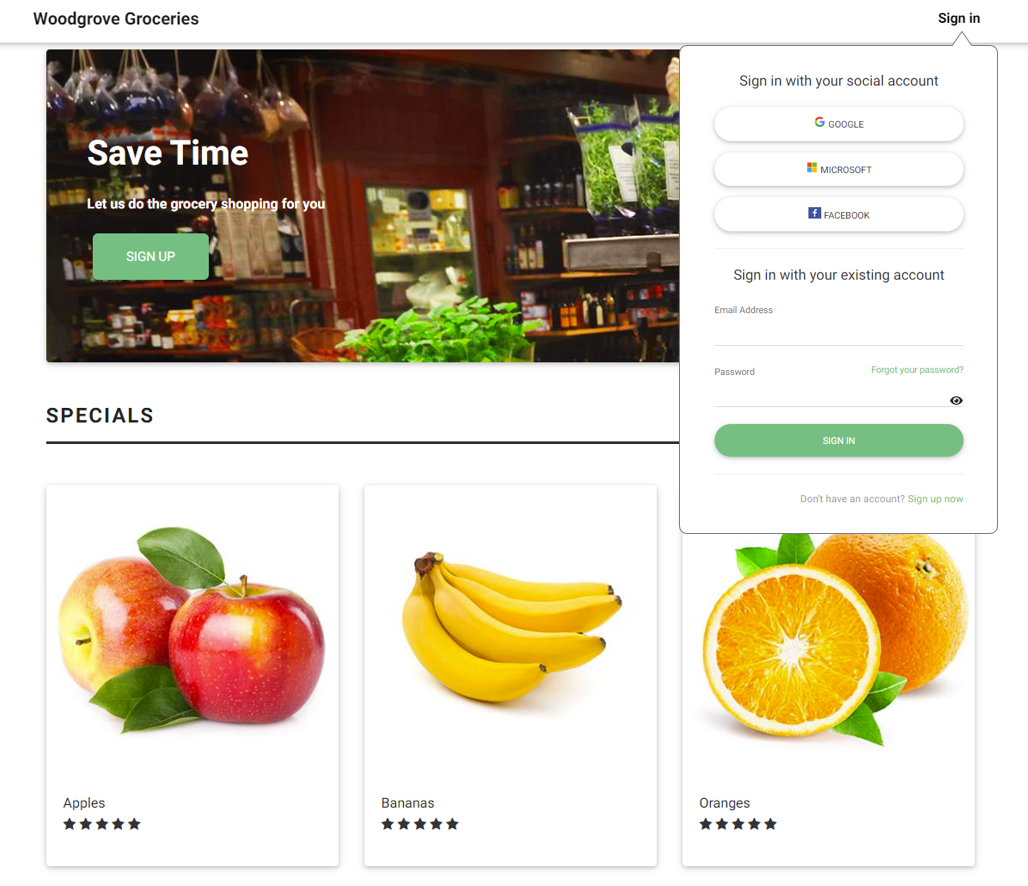 Woodgrove Groceries
Sign in
Save Time
Let us do the grocery shopping for you
SIGN UP
Sign in with your social account
GOOGLE
MICROSOFT
FACEBOOK
Sign in with your existing account
Email Address
Password
Forgot your password?
SIGN IN
Don't have an account? Sign up now
SPECIALS
Apples
Bananas
Oranges